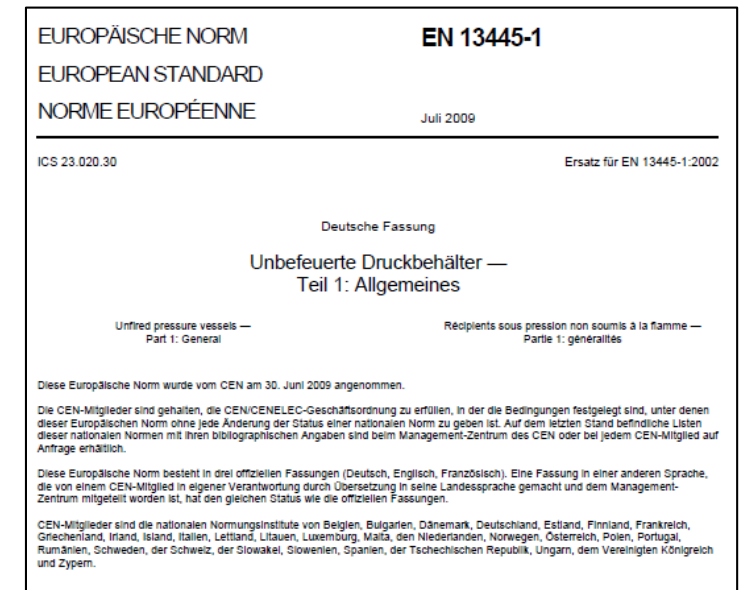 EUROPÄISCHE NORM
EN 13445-1
EUROPEAN STANDARD
NORME EUROPÉENNE
Juli 2009
ICS 23.020.30
Ersatz für EN 13445-1:2002
Deutsche Fassung
Unbefeuerte Druckbehälter —
Teil 1: Allgemeines
Unfired pressure vessels —
Part 1: General
Récipients sous pression non soumis à la flamme —
Partie 1: généralités
Diese Europäische Norm wurde vom CEN am 30. Juni 2009 angenommen.
Die CEN-Mitglieder sind gehalten, die CEN/CENELEC-Geschäftsordnung zu erfüllen, in der die Bedingungen festgelegt sind, unter denen
dieser Europäischen Norm ohne jede Änderung der Status einer nationalen Norm zu geben ist. Auf dem letzten Stand befindliche Listen
dieser nationalen Normen mit ihren bibliographischen Angaben sind beim Management-Zentrum des CEN oder bei jedem CEN-Mitglied auf
Anfrage erhältlich.
Diese Europäische Norm besteht in drei offiziellen Fassungen (Deutsch, Englisch, Französisch). Eine Fassung in einer anderen Sprache,
die von einem CEN-Mitglied in eigener Verantwortung durch Übersetzung in seine Landessprache gemacht und dem Management-
Zentrum mitgeteilt worden ist, hat den gleichen Status wie die offiziellen Fassungen.
CEN-Mitglieder sind die nationalen Normungsinstitute von Belgien, Bulgarien, Dänemark, Deutschland, Estland, Finnland, Frankreich,
Griechenland, Irland, Island, Italien, Lettland, Litauen, Luxemburg, Malta, den Niederlanden, Norwegen, Österreich, Polen, Portugal,
Rumänien, Schweden, der Schweiz, der Slowakei, Slowenien, Spanien, der Tschechischen Republik, Ungarn, dem Vereinigten Königreich
und Zypern.